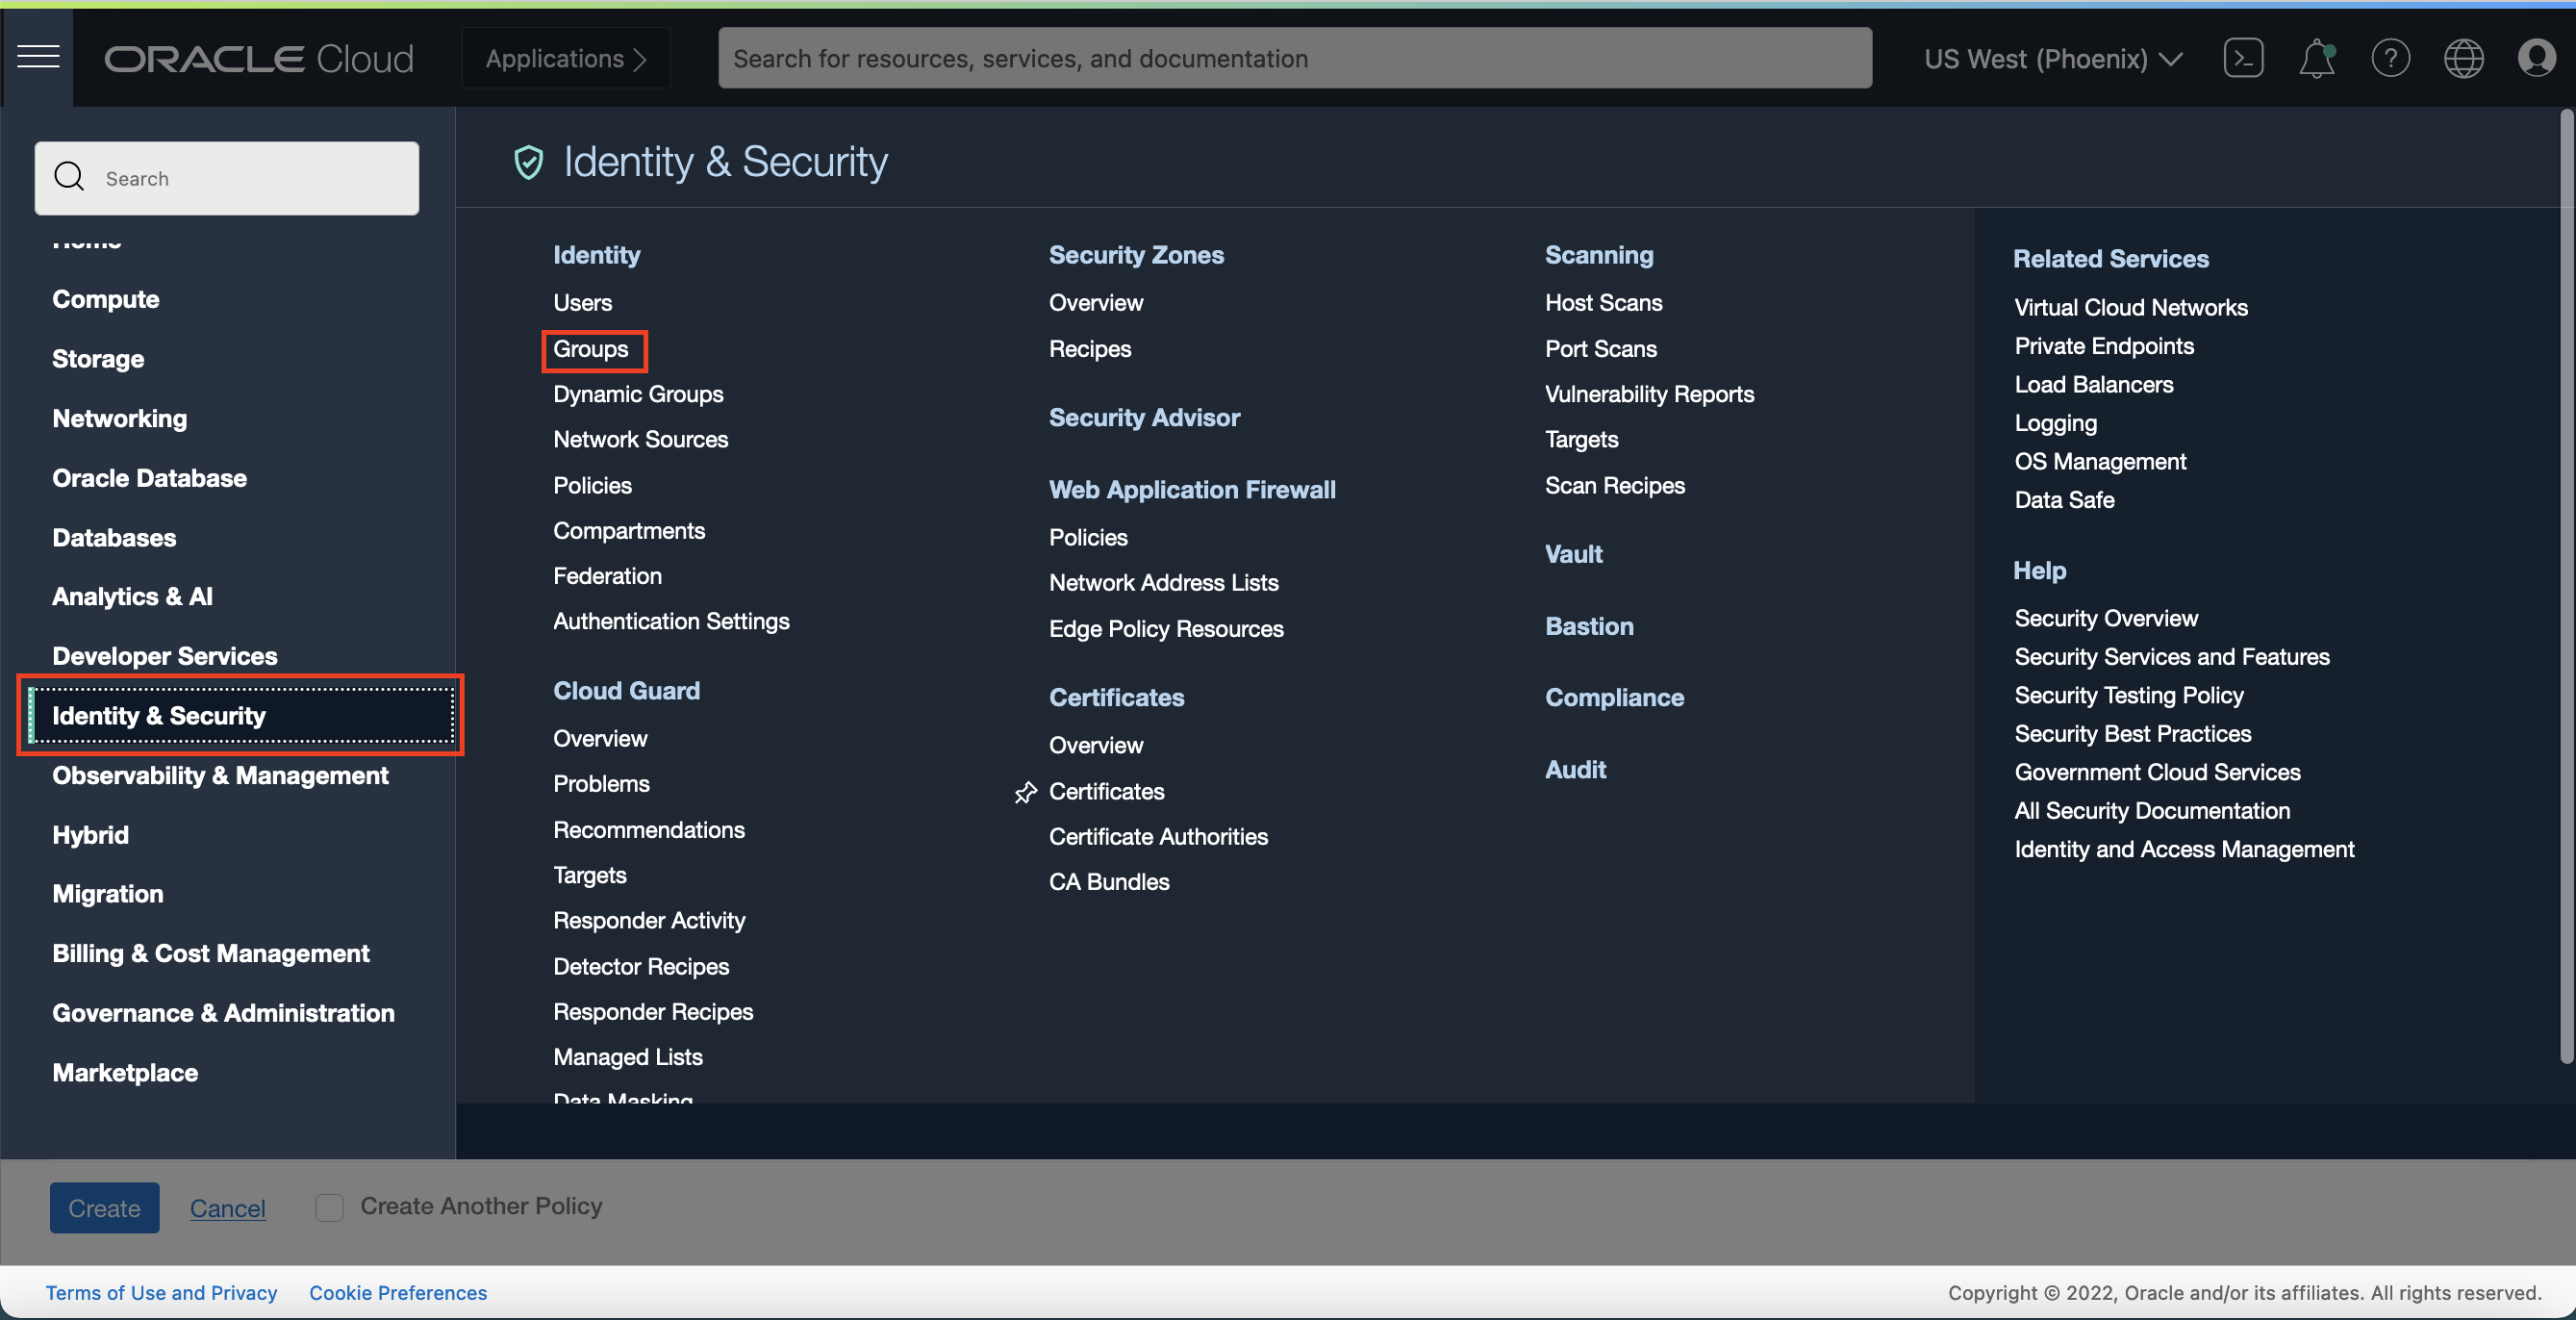 ORACLE Cloud
Applications
Search for resources, services, and documentation
US West (Phoenix)
Search
Home
Compute
Storage
Networking
Oracle Database
Databases
Analytics & AI
Developer Services
Identity & Security
Observability & Management
Hybrid
Migration
Billing & Cost Management
Governance & Administration
Marketplace
Identity & Security
Identity
Users
Groups
Dynamic Groups
Network Sources
Policies
Compartments
Federation
Authentication Settings
Cloud Guard
Overview
Problems
Recommendations
Targets
Responder Activity
Detector Recipes
Responder Recipes
Managed Lists
Data Masking
Security Zones
Overview
Recipes
Security Advisor
Web Application Firewall
Policies
Network Address Lists
Edge Policy Resources
Certificates
Overview
Certificates
Certificate Authorities
CA Bundles
Scanning
Host Scans
Port Scans
Vulnerability Reports
Targets
Scan Recipes
Vault
Bastion
Compliance
Audit
Related Services
Virtual Cloud Networks
Private Endpoints
Load Balancers
Logging
OS Management
Data Safe
Help
Security Overview
Security Services and Features
Security Testing Policy
Security Best Practices
Government Cloud Services
All Security Documentation
Identity and Access Management
Create
Cancel
Create Another Policy
Terms of Use and Privacy
Cookie Preferences
Copyright © 2022, Oracle and/or its affiliates. All rights reserved.